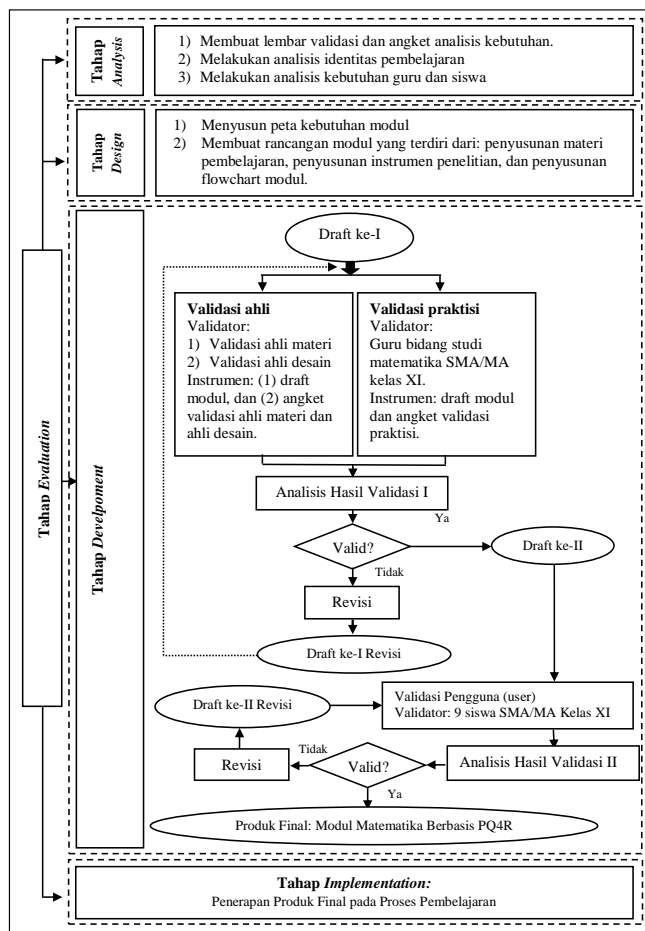 Tahap
Analysis
1) Membuat lembar validasi dan angket analisis kebutuhan.
2) Melakukan analisis identitas pembelajaran
3) Melakukan analisis kebutuhan guru dan siswa
Tahap
Design
1) Menyusun peta kebutuhan modul
2) Membuat rancangan modul yang terdiri dari: penyusunan materi
pembelajaran, penyusunan instrumen penelitian, dan penyusunan
flowchart modul.
Tahap Evaluation
Tahap Develpoment
Draft ke-I
Validasi ahli
Validator:
1) Validasi ahli materi
2) Validasi ahli desain
Instrumen: (1) draft
modul, dan (2) angket
validasi ahli materi dan
ahli desain.
Validasi praktisi
Validator:
Guru bidang studi
matematika SMA/MA
kelas XI.
Instrumen: draft modul
dan angket validasi
praktisi.
Analisis Hasil Validasi I
Ya
Valid?
Draft ke-II
Tidak
Revisi
Draft ke-I Revisi
Draft ke-II Revisi
Validasi Pengguna (user)
Validator: 9 siswa SMA/MA Kelas XI
Revisi
Tidak
Valid?
Analisis Hasil Validasi II
Ya
Produk Final: Modul Matematika Berbasis PQ4R
Tahap Implementation:
Penerapan Produk Final pada Proses Pembelajaran